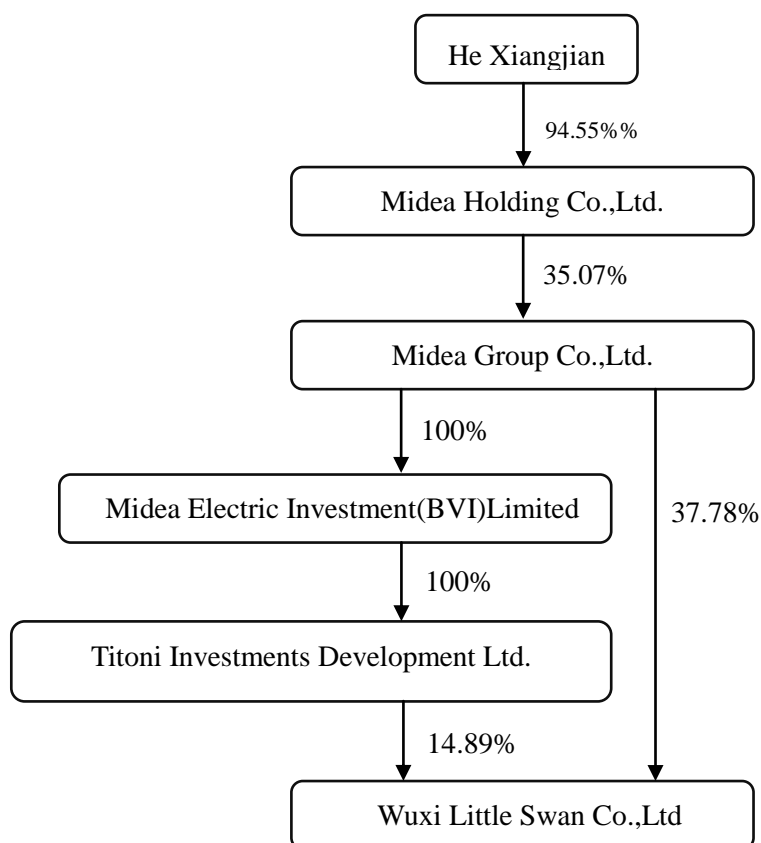 He Xiangjian
94.55%%
Midea Holding Co.,Ltd.
35.07%
Midea Group Co.,Ltd.
100%
Midea Electric Investment(BVI)Limited
37.78%
100%
Titoni Investments Development Ltd.
14.89%
Wuxi Little Swan Co.,Ltd